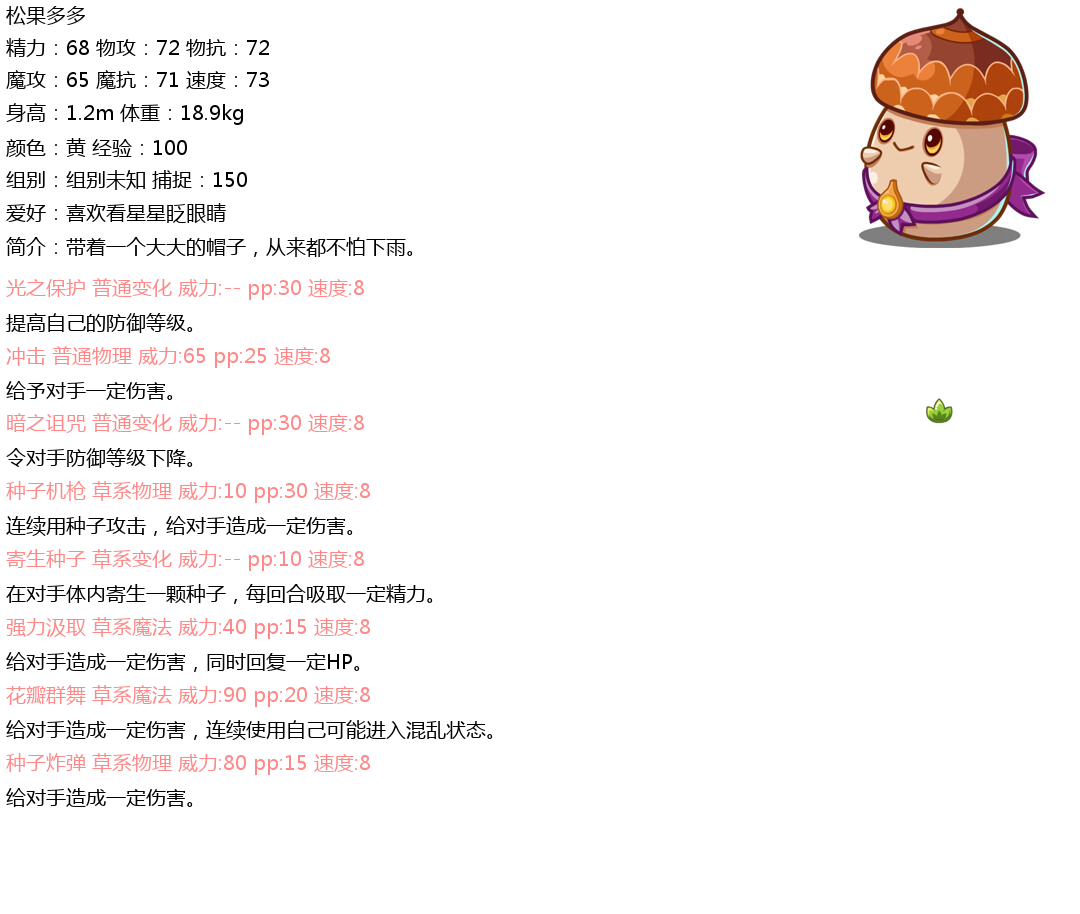 松果多多
精力：68 物攻：72 物抗：72
魔攻：65 魔抗：71 速度：73
身高：1.2m 体重：18.9kg
颜色：黄 经验：100
组别：组别未知 捕捉：150
爱好：喜欢看星星眨眼睛
简介：带着一个大大的帽子，从来都不怕下雨。
光之保护 普通变化 威力:-- pp:30 速度:8
提高自己的防御等级。
冲击 普通物理 威力:65 pp:25 速度:8
给予对手一定伤害。
暗之诅咒 普通变化 威力:-- pp:30 速度:8
令对手防御等级下降。
种子机枪 草系物理 威力:10 pp:30 速度:8
连续用种子攻击，给对手造成一定伤害。
寄生种子 草系变化 威力:-- pp:10 速度:8
在对手体内寄生一颗种子，每回合吸取一定精力。
强力汲取 草系魔法 威力:40 pp:15 速度:8
给对手造成一定伤害，同时回复一定HP。
花瓣群舞 草系魔法 威力:90 pp:20 速度:8
给对手造成一定伤害，连续使用自己可能进入混乱状态。
种子炸弹 草系物理 威力:80 pp:15 速度:8
给对手造成一定伤害。